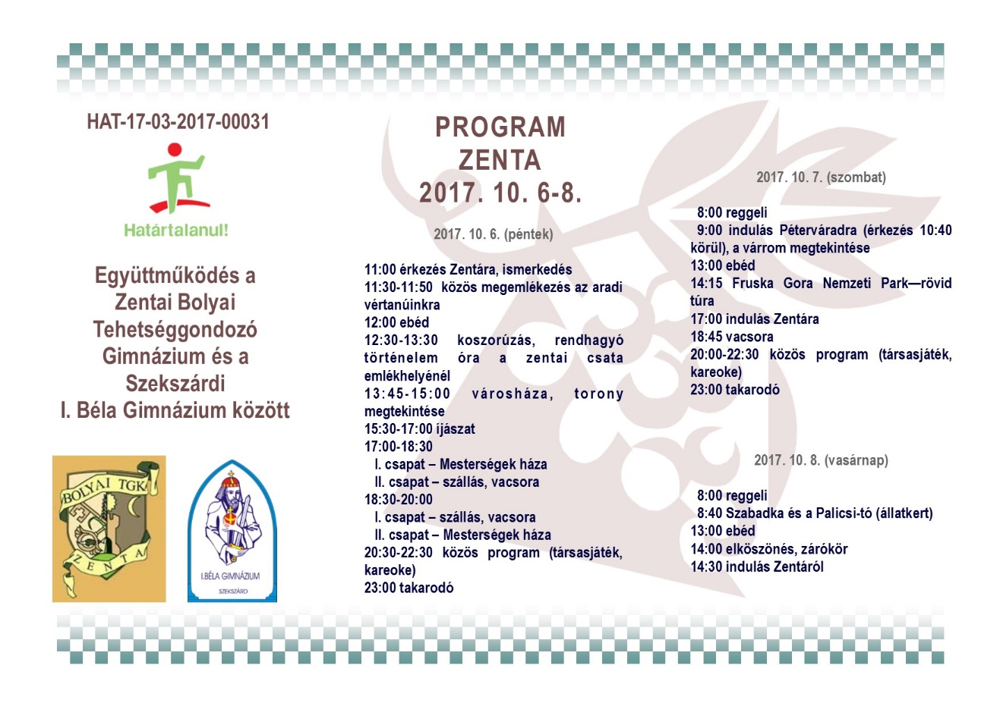 HAT-17-03-2017-00031
Határtalanul!
Együttműködés a
Zentai Bolyai
Tehetséggondozó
Gimnázium és a
Szekszárdi
I. Béla Gimnázium között
BOLYAI TGK
ZENTA
I.BÉLA GIMNÁZIUM
SZEKSZÁRD
PROGRAM
ZENTA
2017. 10. 6-8.
2017. 10. 6. (péntek)
11:00 érkezés Zentára, ismerkedés
11:30-11:50 közös megemlékezés az aradi
vértanúinkra
12:00 ebéd
12:30-13:30 koszorúzás, rendhagyó
történelem óra a zentai csata
emlékhelyénél
13:45-15:00 városháza, torony
megtekintése
15:30-17:00 íjászat
17:00-18:30
I. csapat – Mesterségek háza
II. csapat – szállás, vacsora
18:30-20:00
I. csapat – szállás, vacsora
II. csapat – Mesterségek háza
20:30-22:30 közös program (társasjáték,
kareoke)
23:00 takarodó
2017. 10. 7. (szombat)
8:00 reggeli
9:00 indulás Péterváradra (érkezés 10:40
körül), a várrom megtekintése
13:00 ebéd
14:15 Fruska Gora Nemzeti Park—rövid
túra
17:00 indulás Zentára
18:45 vacsora
20:00-22:30 közös program (társasjáték,
kareoke)
23:00 takarodó
2017. 10. 8. (vasárnap)
8:00 reggeli
8:40 Szabadka és a Palicsi-tó (állatkert)
13:00 ebéd
14:00 elköszönés, zárókör
14:30 indulás Zentáról